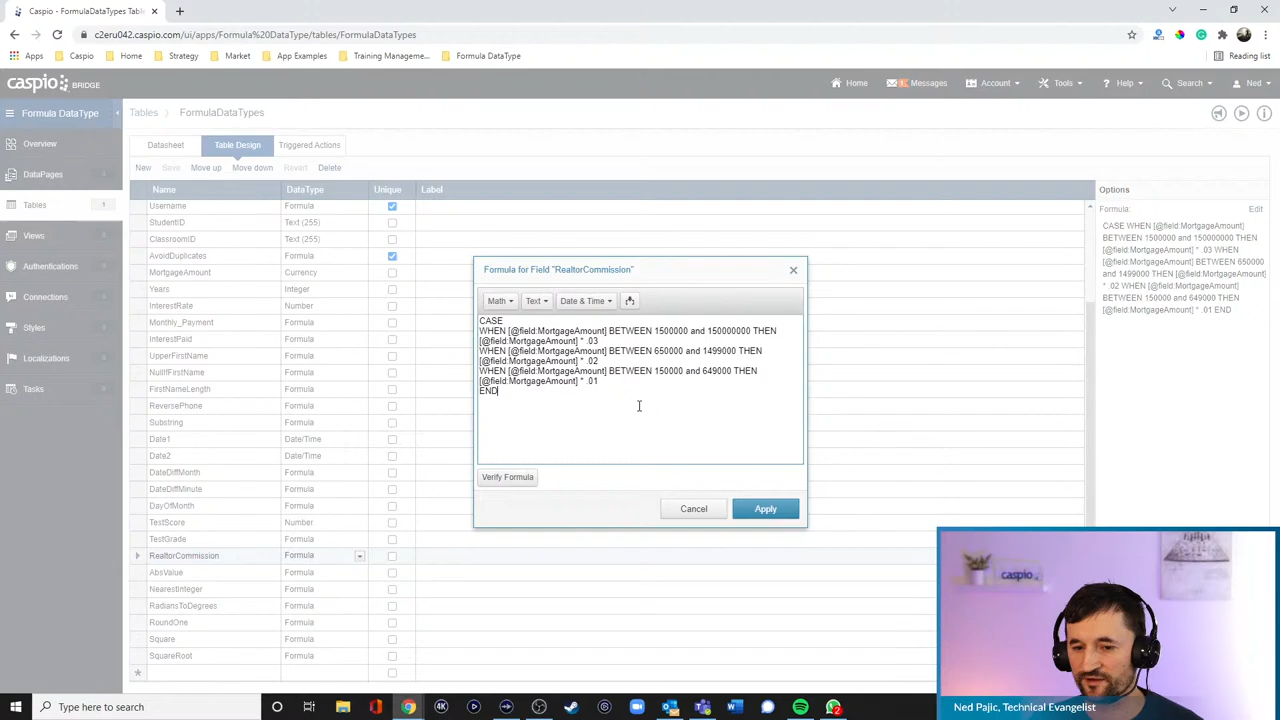 Caspio - FormulaDataTypes
c2eru042.caspio.com/ui/apps/Formula%20DataType/tables/FormulaDataTypes
Apps
Caspio
Home
Strategy
Market
App Examples
Training Manageme...
Formula DataType
Reading list
caspio BRIDGE
Home
Messages
Account
Tools
? Help
Search
Ned
Formula DataType
Tables
FormulaDataTypes
Overview
DataPages
Tables 1
Views
Authentications
Connections
Styles
Localizations
Tasks
Datasheet
Table Design
Triggered Actions
New
Save
Move up
Move down
Revert
Delete
Name
DataType
Unique
Label
Username Formula
StudentID Text (255)
ClassroomID Text (255)
AvoidDuplicates Formula
MortgageAmount Currency
Years Integer
InterestRate Number
Monthly_Payment Formula
InterestPaid Formula
UpperFirstName Formula
NullIfFirstName Formula
FirstNameLength Formula
ReversePhone Formula
Substring Formula
Date1 Date/Time
Date2 Date/Time
DateDiffMonth Formula
DateDiffMinute Formula
DayOfMonth Formula
TestScore Number
TestGrade Formula
RealtorCommission Formula
AbsValue Formula
NearestInteger Formula
RadiansToDegrees Formula
RoundOne Formula
Square Formula
SquareRoot Formula
Formula for Field "RealtorCommission"
Math
Text
Date & Time
CASE
WHEN [@field:MortgageAmount] BETWEEN 1500000 and 150000000 THEN
[@field:MortgageAmount] * .03
WHEN [@field:MortgageAmount] BETWEEN 650000 and 1499000 THEN
[@field:MortgageAmount] * .02
WHEN [@field:MortgageAmount] BETWEEN 150000 and 649000 THEN
[@field:MortgageAmount] * .01
END
Verify Formula
Cancel
Apply
Options
Formula:
Edit
CASE WHEN [@field:MortgageAmount]
BETWEEN 1500000 and 150000000 THEN
[@field:MortgageAmount] * .03 WHEN
[@field:MortgageAmount] BETWEEN 650000
and 1499000 THEN [@field:MortgageAmount]
* .02 WHEN [@field:MortgageAmount]
BETWEEN 150000 and 649000 THEN
[@field:MortgageAmount] * .01 END
caspio
Ned Pajic, Technical Evangelist
Type here to search
4K